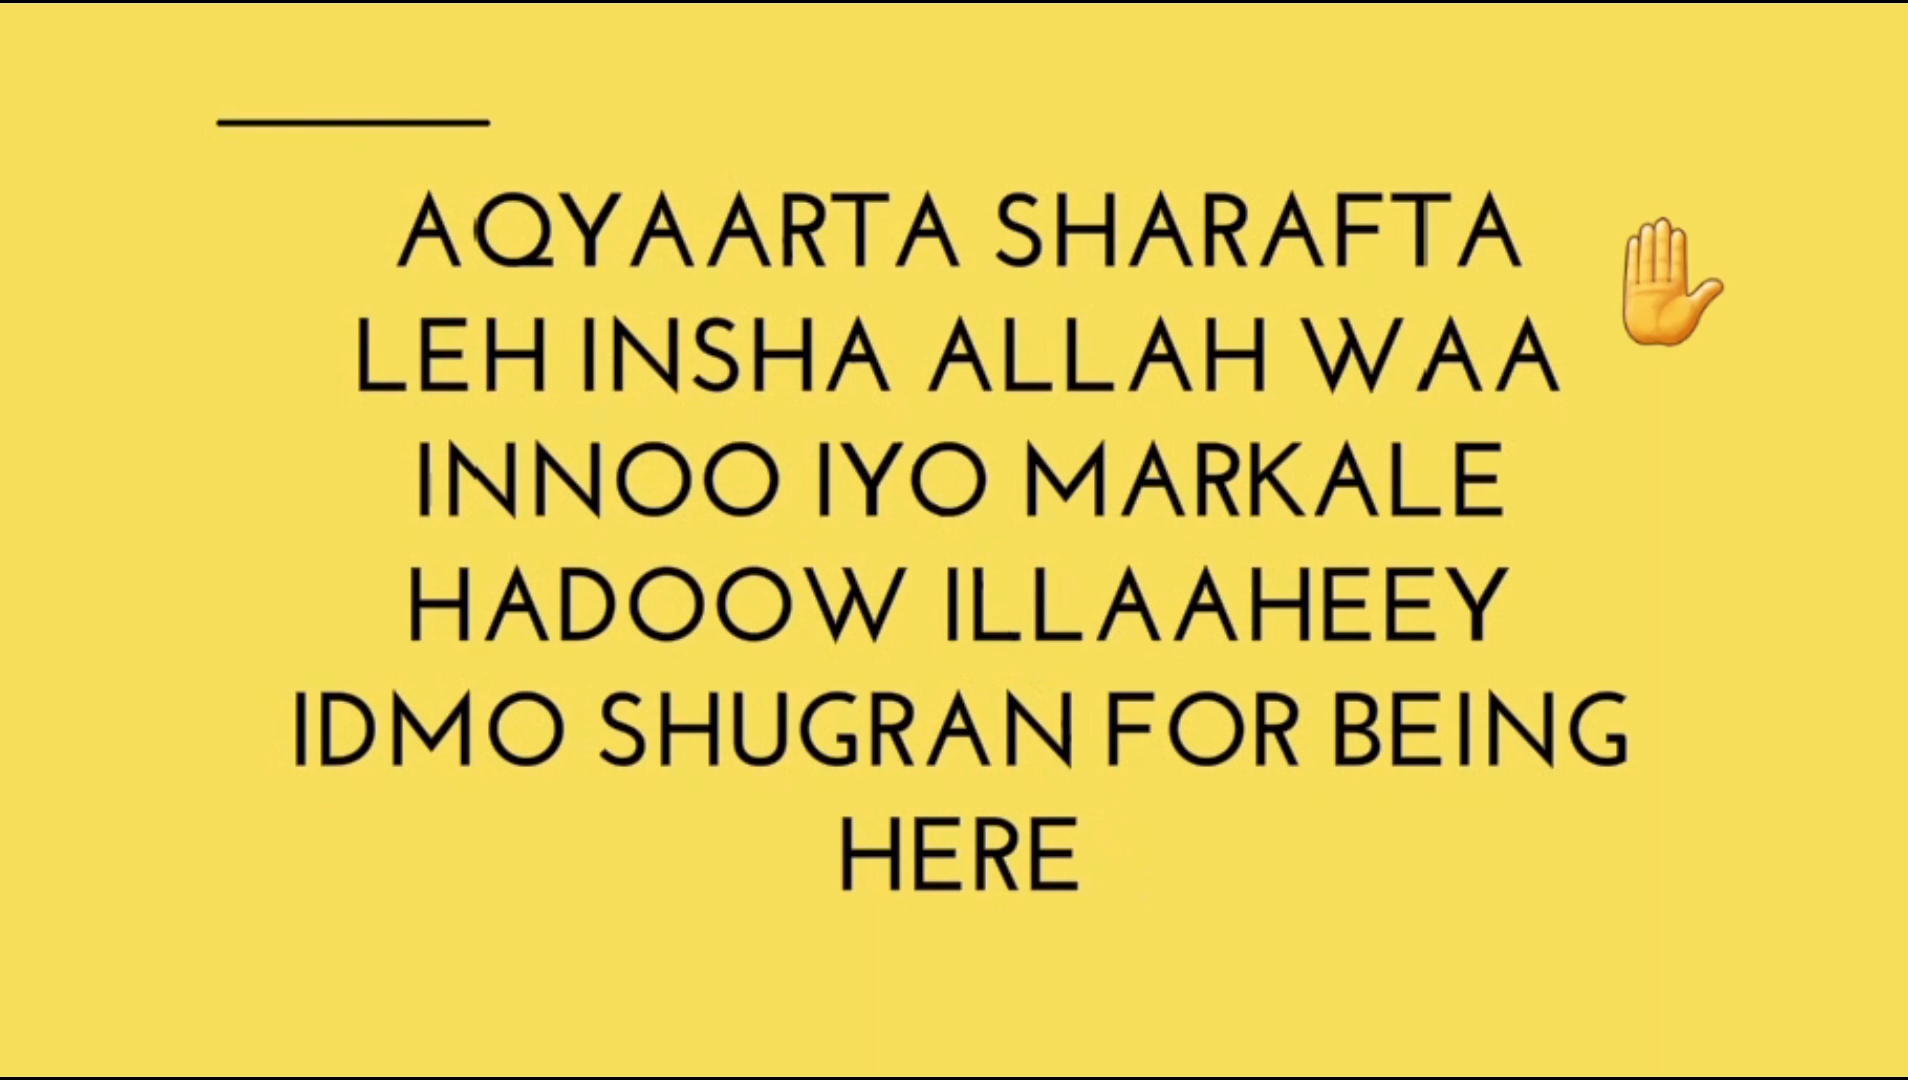 AQYAARTA SHARAFTA
LEH INSHA ALLAH WAA
INNOO IYO MARKALE
HADOOW ILLAAHEEY
IDMO SHUGRAN FOR BEING
HERE